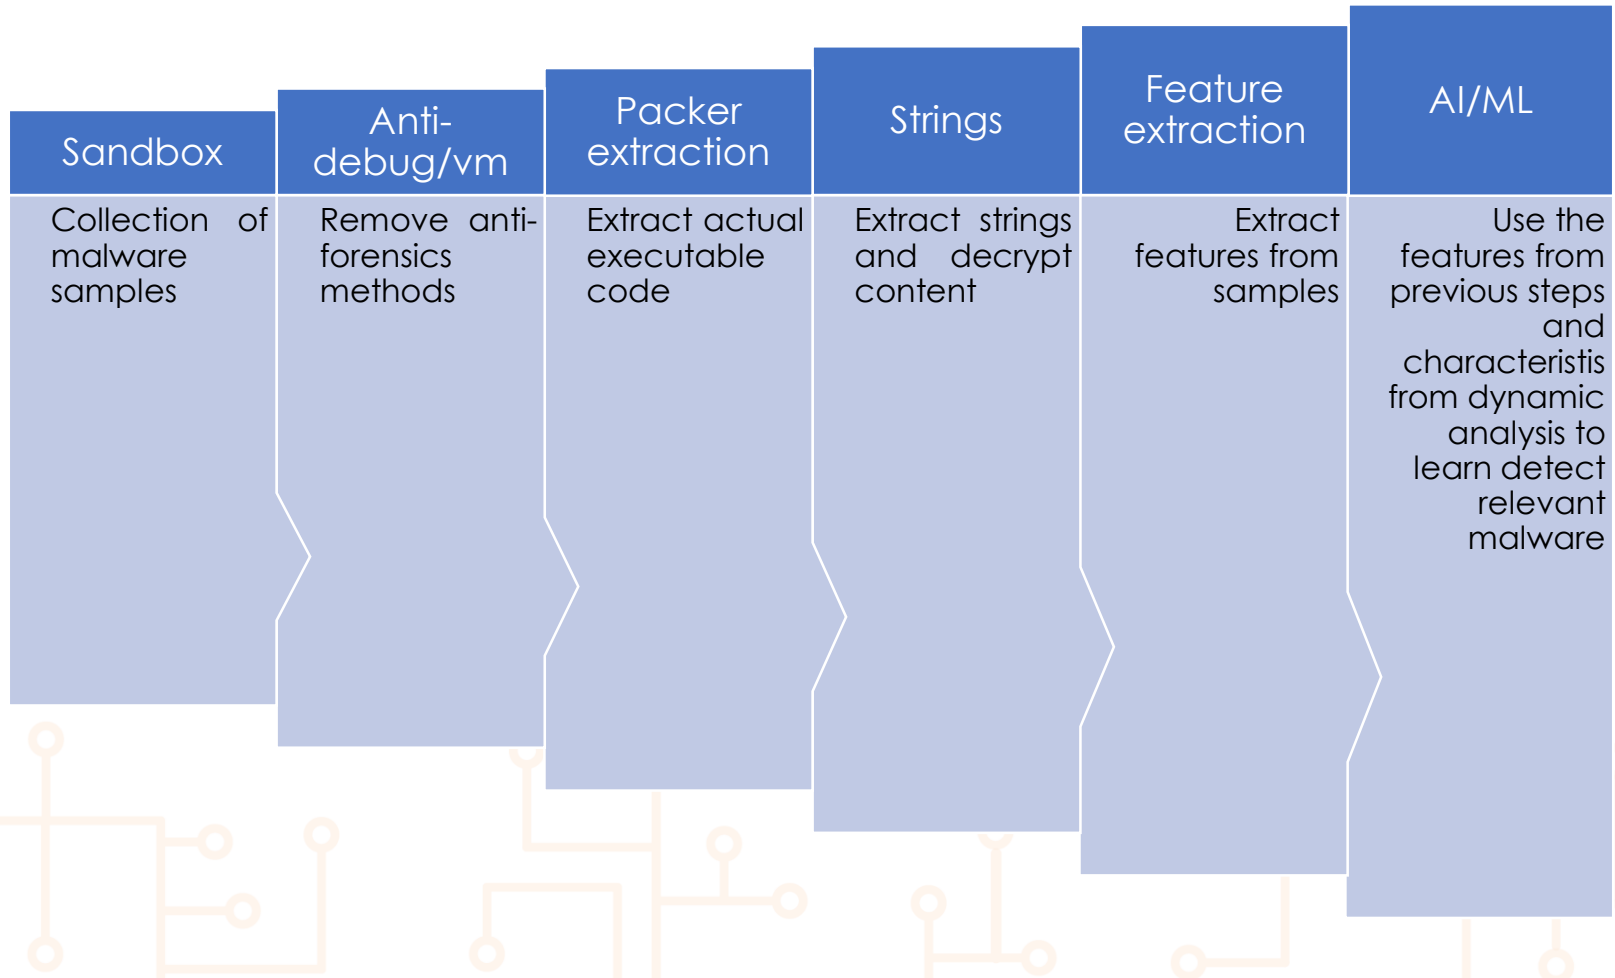 Sandbox
Collection of
malware
samples
Anti-
debug/vm
Remove anti-
forensics
methods
Packer
extraction
Extract actual
executable
code
Strings
Extract strings
and decrypt
content
Feature
extraction
Extract
features from
samples
AI/ML
Use the
features from
previous steps
and
characteristis
from dynamic
analysis to
learn detect
relevant
malware